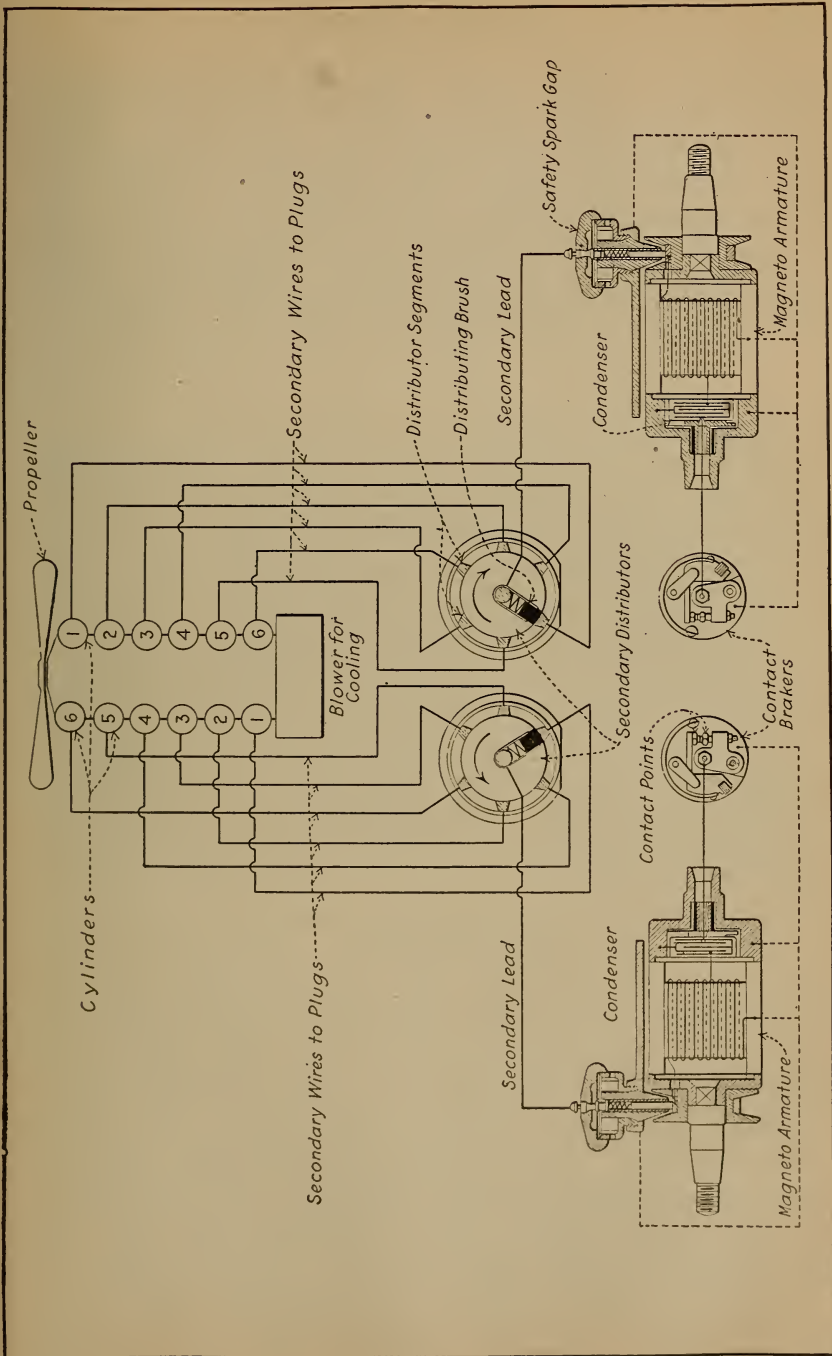 Propeller
Cylinders
1
2
3
4
5
6
6
5
4
3
2
1
Blower for
Cooling
Secondary Wires to Plugs
Secondary Wires to Plugs
Distributor Segments
Distributing Brush
Secondary Lead
Secondary Lead
Safety Spark Gap
Secondary Distributors
Condenser
Condenser
Contact Points
Contact
Brakers
Magneto Armature
Magneto Armature